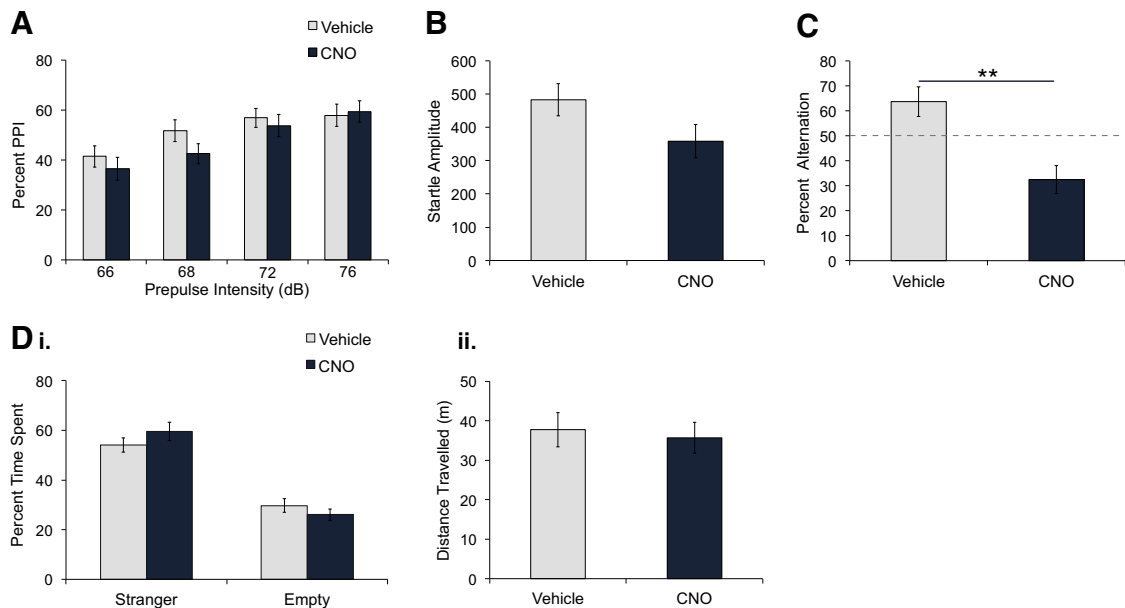 A
Vehicle
CNO
80
60
40
20
0
Percent PPI
66 68 72 76
Prepulse Intensity (dB)
B
600
500
400
300
200
100
0
Startle Amplitude
Vehicle CNO
C
80
70
60
50
40
30
20
10
0
Percent Alternation
**
Vehicle CNO
D i.
Vehicle
CNO
80
60
40
20
0
Percent Time Spent
Stranger Empty
ii.
50
40
30
20
10
0
Distance Travelled (m)
Vehicle CNO